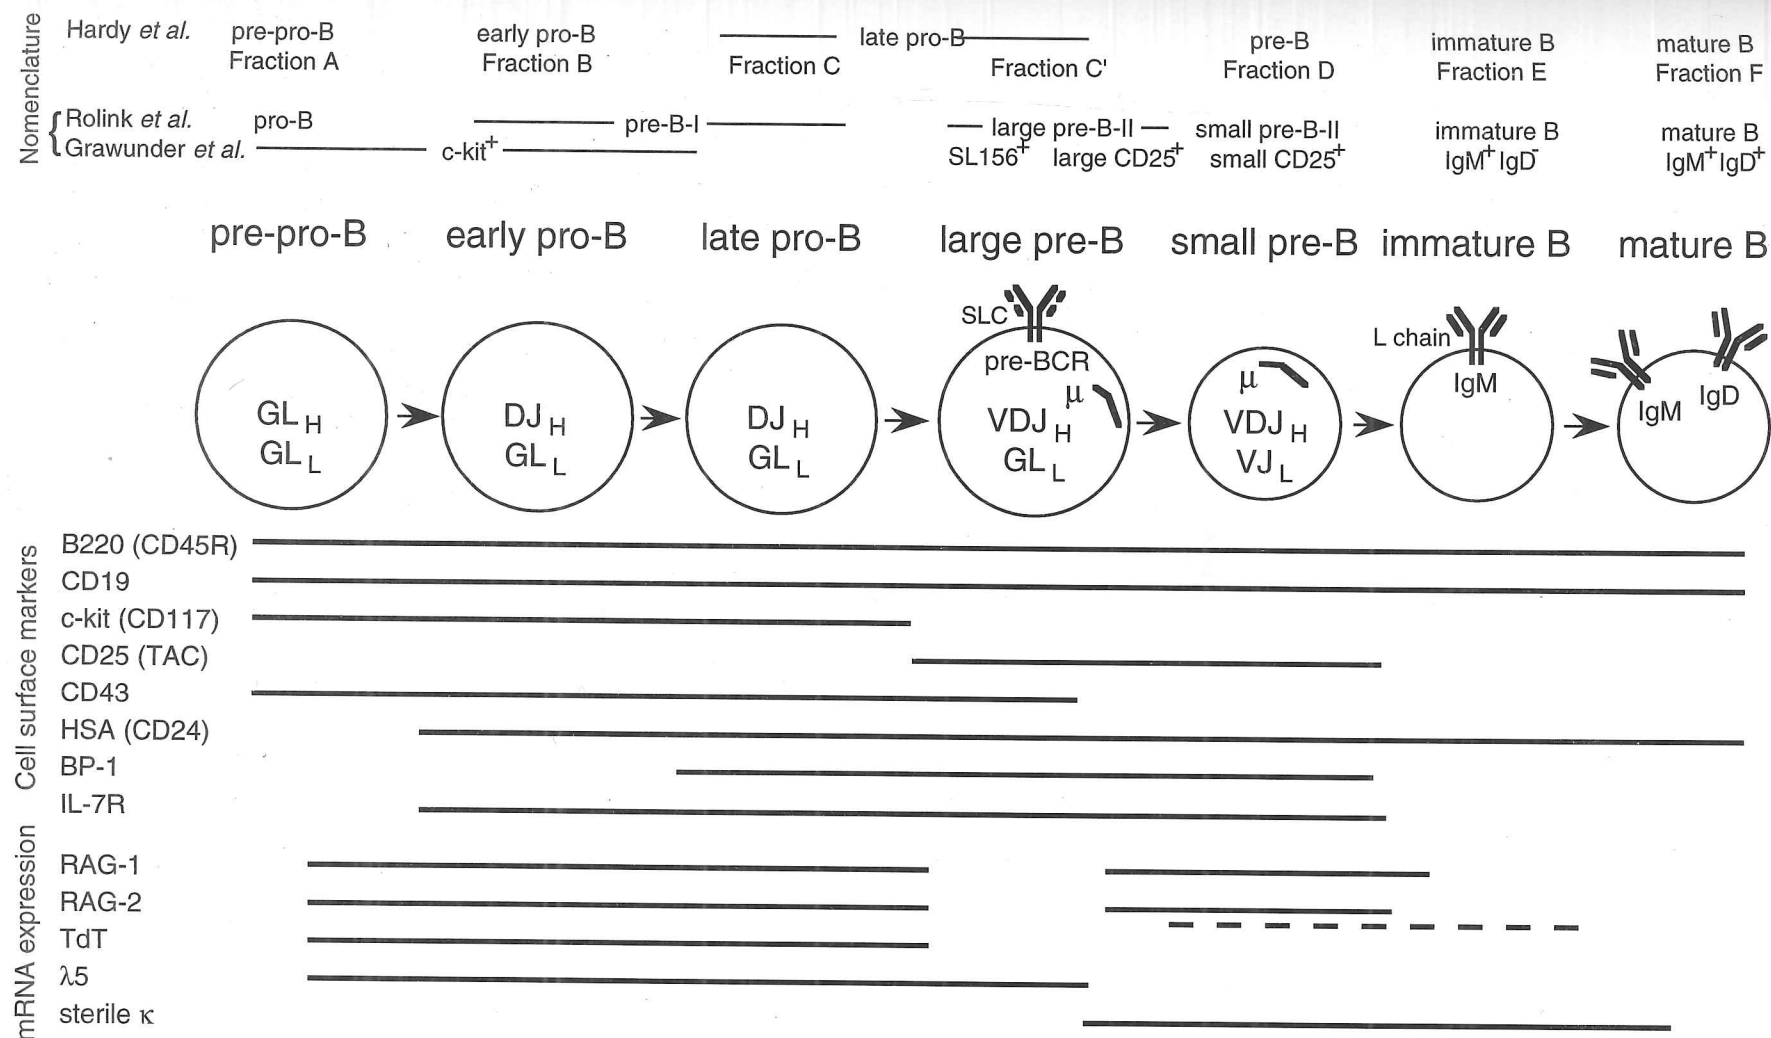 Nomenclature
Hardy et al.
pre-pro-B
Fraction A
early pro-B
Fraction B
late pro-B
Fraction C
Fraction C'
pre-B
Fraction D
immature B
Fraction E
mature B
Fraction F
Rolink et al.
Grawunder et al.
pro-B
c-kit+
pre-B-I
large pre-B-II
SL156+ large CD25+
small pre-B-II
small CD25+
immature B
IgM+ IgD-
mature B
IgM+IgD+
pre-pro-B early pro-B late pro-B large pre-B small pre-B immature B mature B
GL H
GL L
DJ H
GL L
DJ H
GL L
SLC
pre-BCR
μ
VDJ H
GL L
μ
VDJ H
VJ L
L chain
IgM
IgM IgD
Cell surface markers
B220 (CD45R)
CD19
c-kit (CD117)
CD25 (TAC)
CD43
HSA (CD24)
BP-1
IL-7R
mRNA expression
RAG-1
RAG-2
TdT
λ5
sterile κ